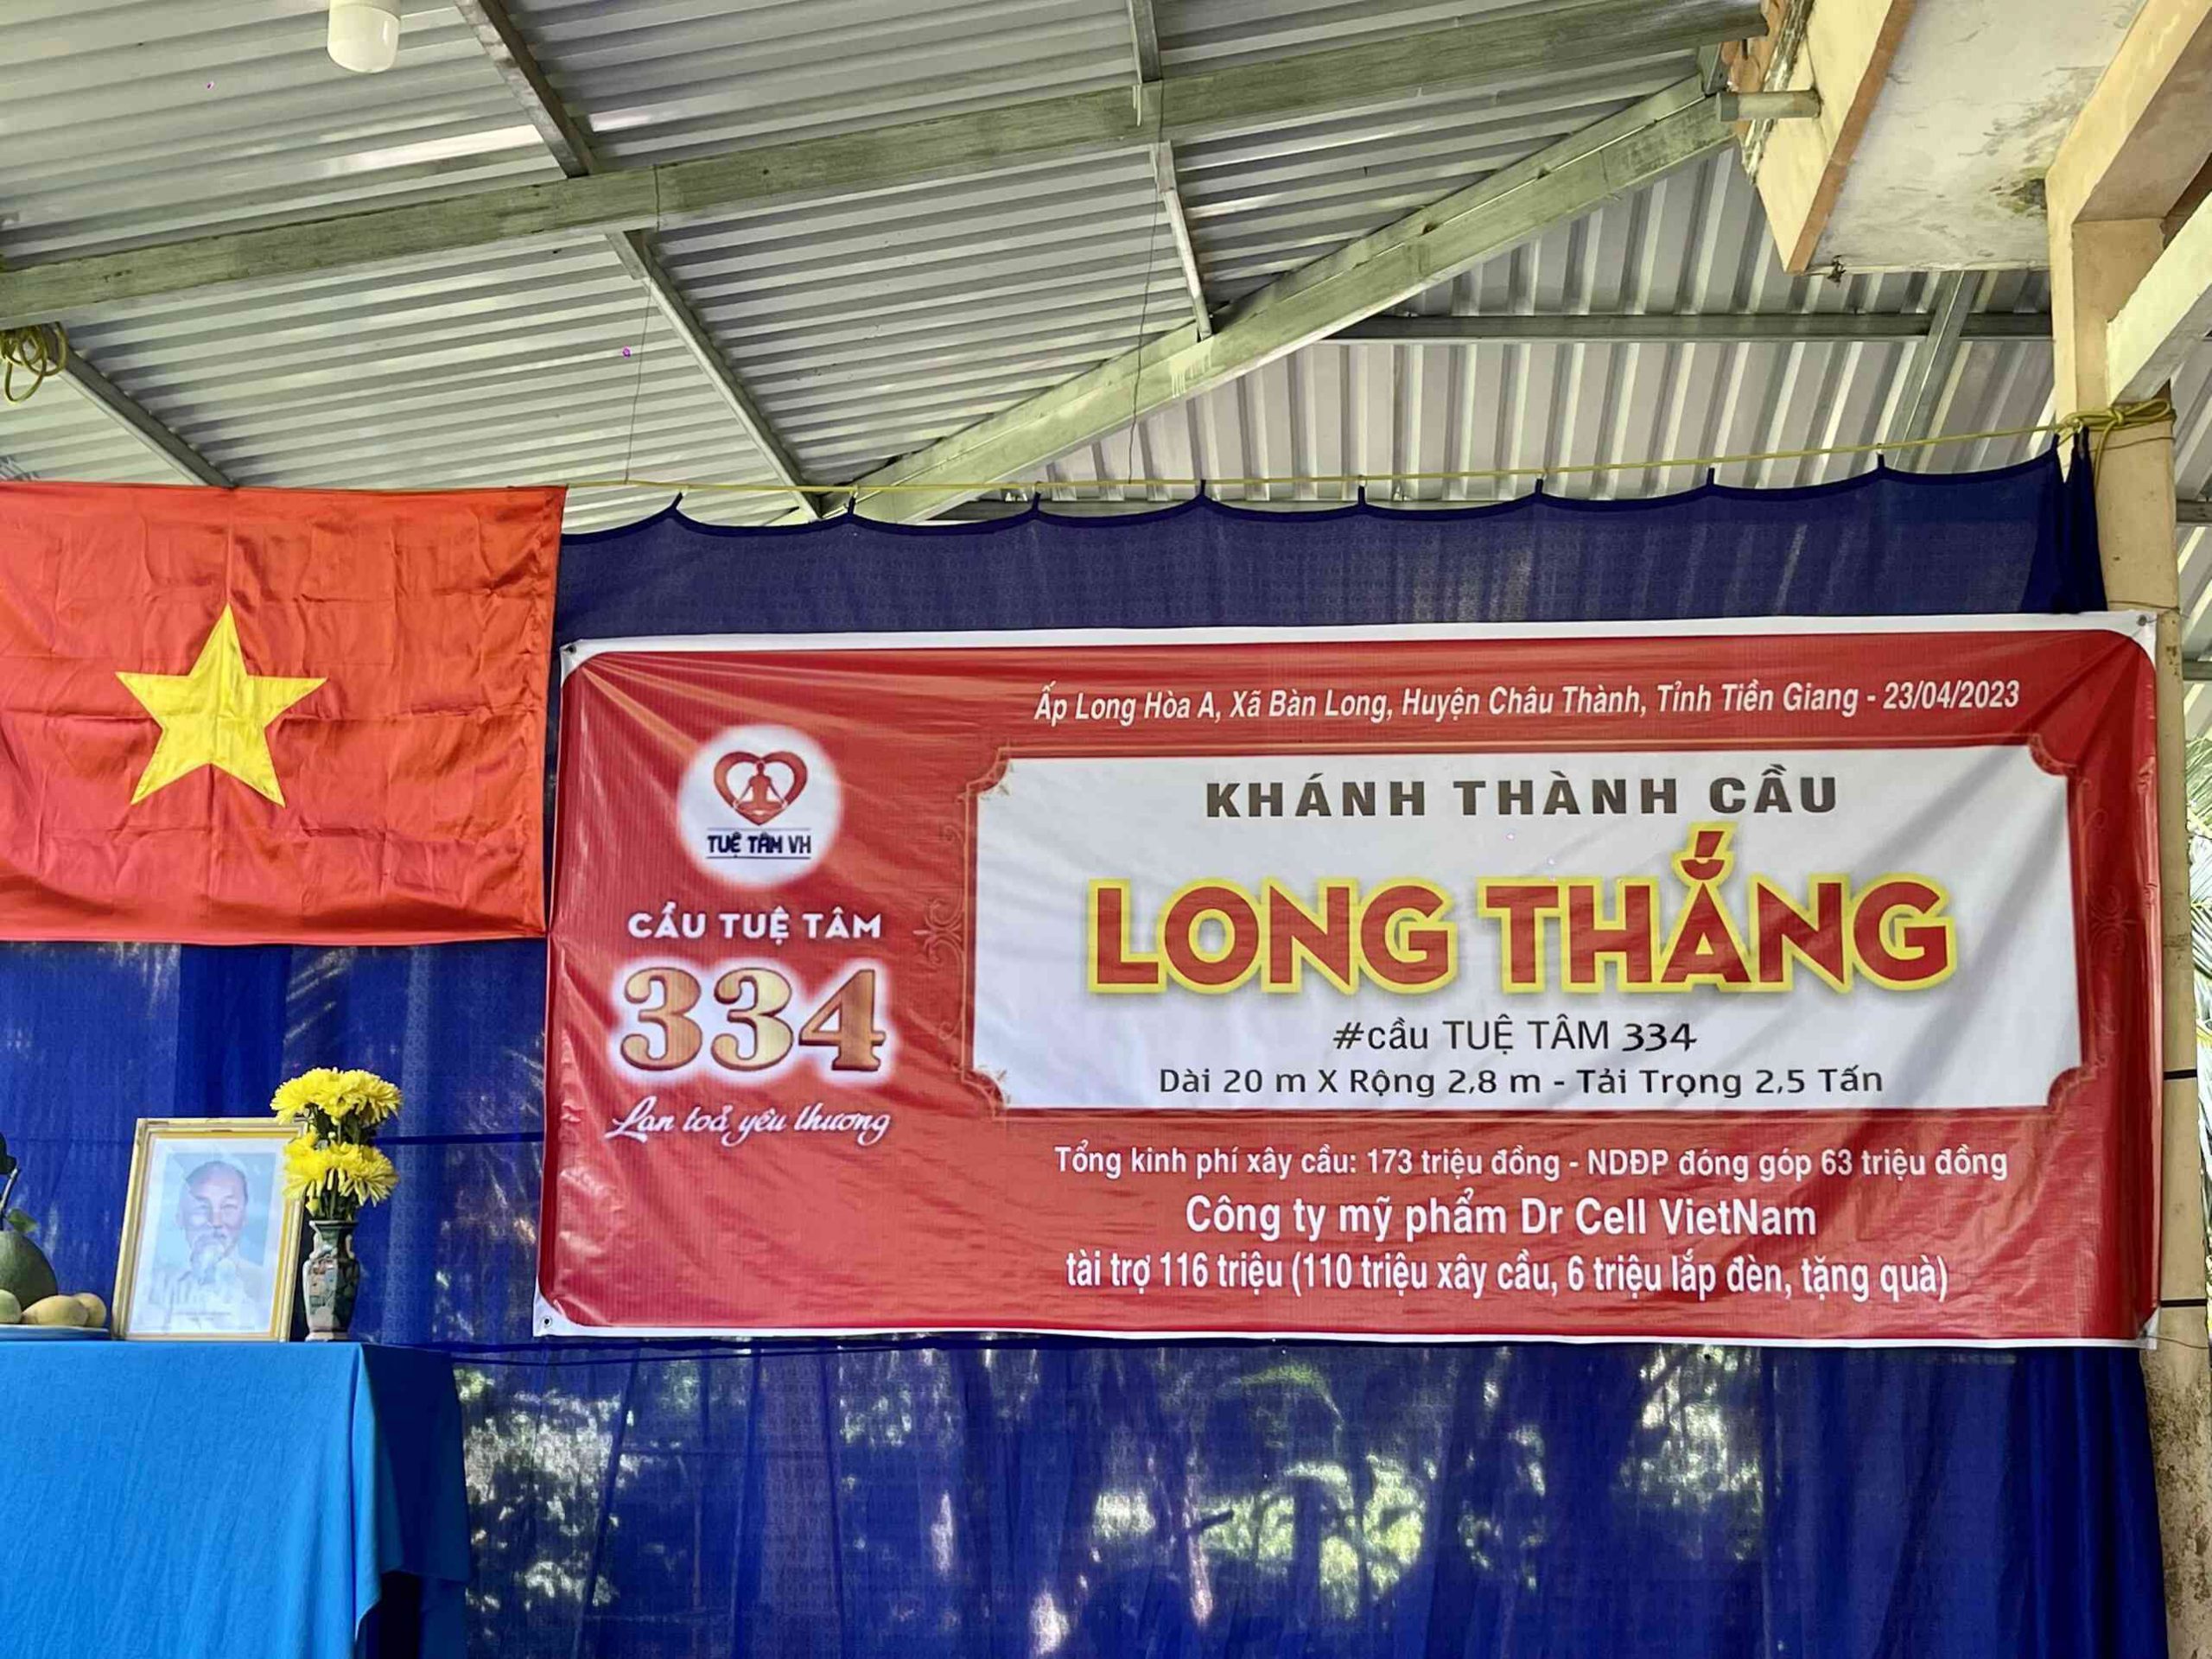 Ấp Long Hòa A, Xã Bàn Long, Huyện Châu Thành, Tỉnh Tiền Giang - 23/04/2023
TUỆ TÂM VH
CẦU TUỆ TÂM
334
Lan toả yêu thương
KHÁNH THÀNH CẦU
LONG THẮNG
#cầu TUỆ TÂM 334
Dài 20 m X Rộng 2,8 m - Tải Trọng 2,5 Tấn
Tổng kinh phí xây cầu: 173 triệu đồng - NDĐP đóng góp 63 triệu đồng
Công ty mỹ phẩm Dr Cell VietNam
tài trợ 116 triệu (110 triệu xây cầu, 6 triệu lắp đèn, tặng quà)